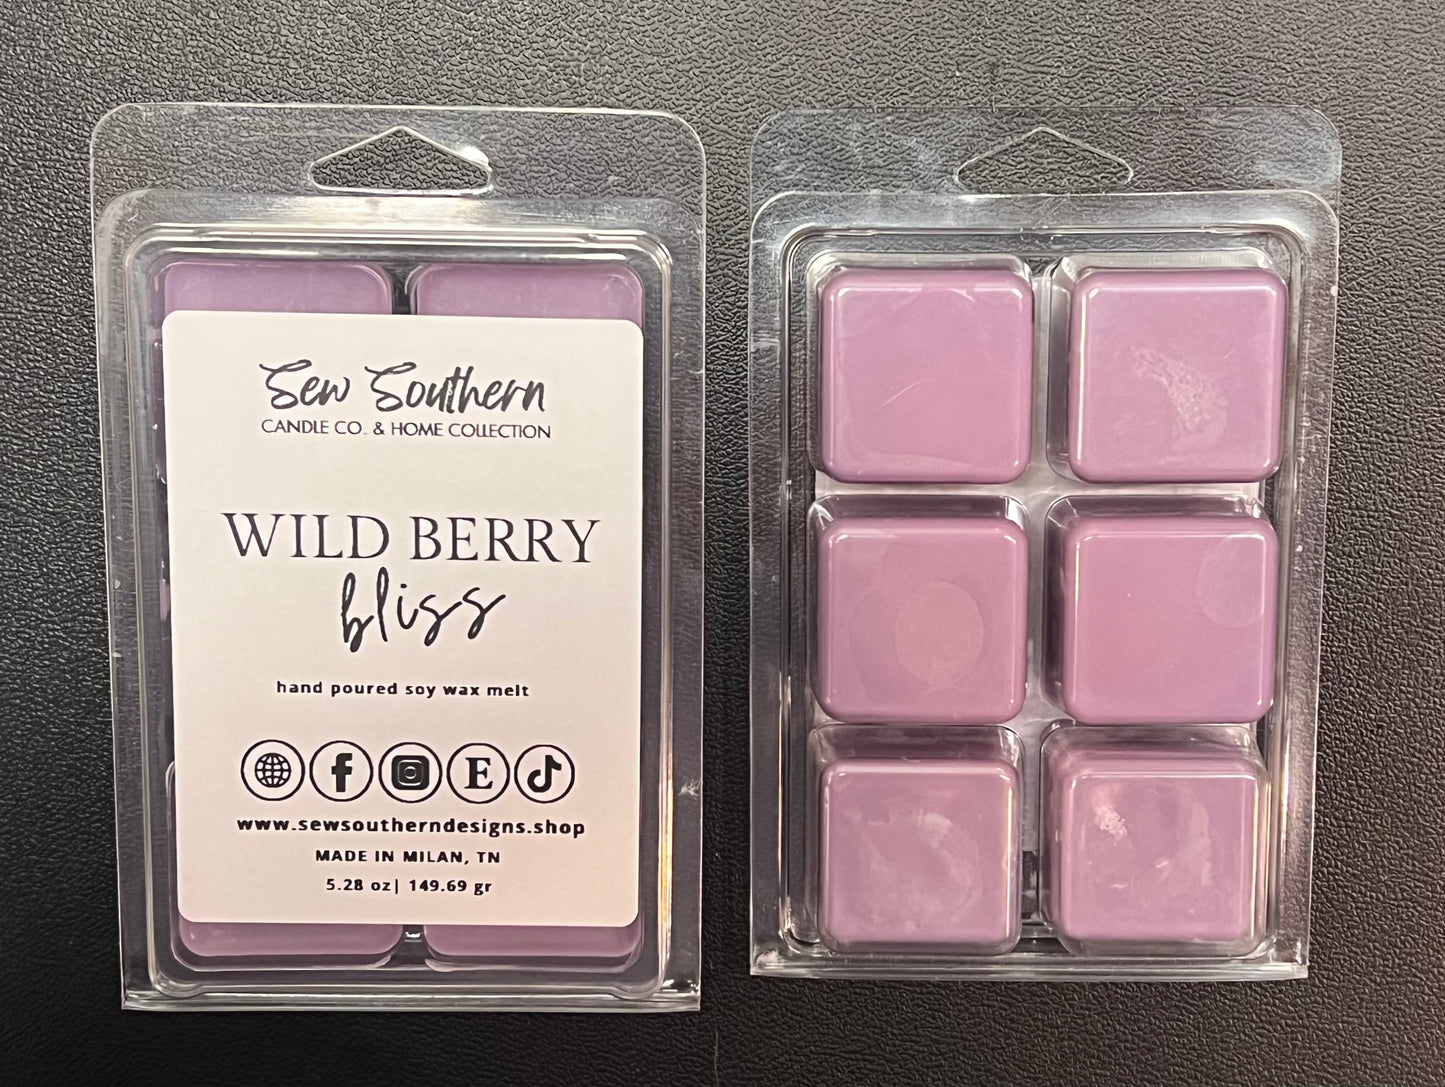 Sew Southern
CANDLE CO. & HOME COLLECTION
WILD BERRY
bliss
hand poured soy wax melt
f E
www.sewsoutherndesigns.shop
MADE IN MILAN, TN
5.28 oz| 149.69 gr